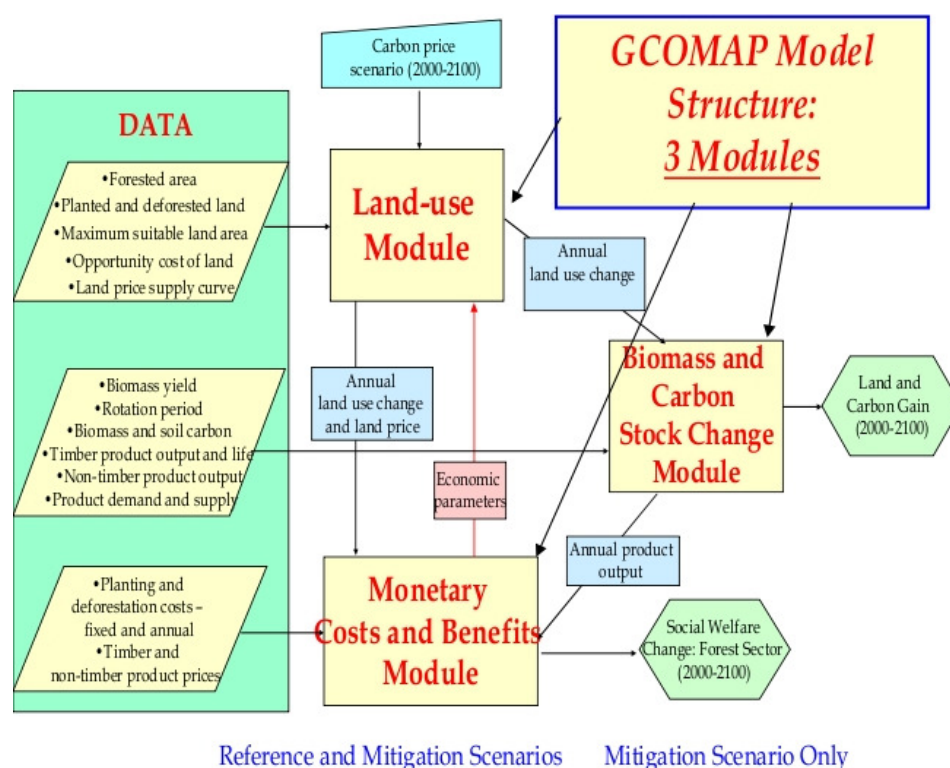 Carbon price
scenario (2000-2100)
GCOMAP Model
Structure:
3 Modules
DATA
•Forested area
•Planted and deforested land
•Maximum suitable land area
•Opportunity cost of land
•Land price supply curve
Land-use
Module
Annual
land use change
Annual
land use change
and land price
•Biomass yield
•Rotation period
•Biomass and soil carbon
•Timber product output and life
•Non-timber product output
•Product demand and supply
Economic
parameters
Biomass and
Carbon
Stock Change
Module
Land and
Carbon Gain
(2000-2100)
Annual product
output
•Planting and
deforestation costs –
fixed and annual
•Timber and
non-timber product prices
Monetary
Costs and Benefits
Module
Social Welfare
Change: Forest Sector
(2000-2100)
Reference and Mitigation Scenarios
Mitigation Scenario Only